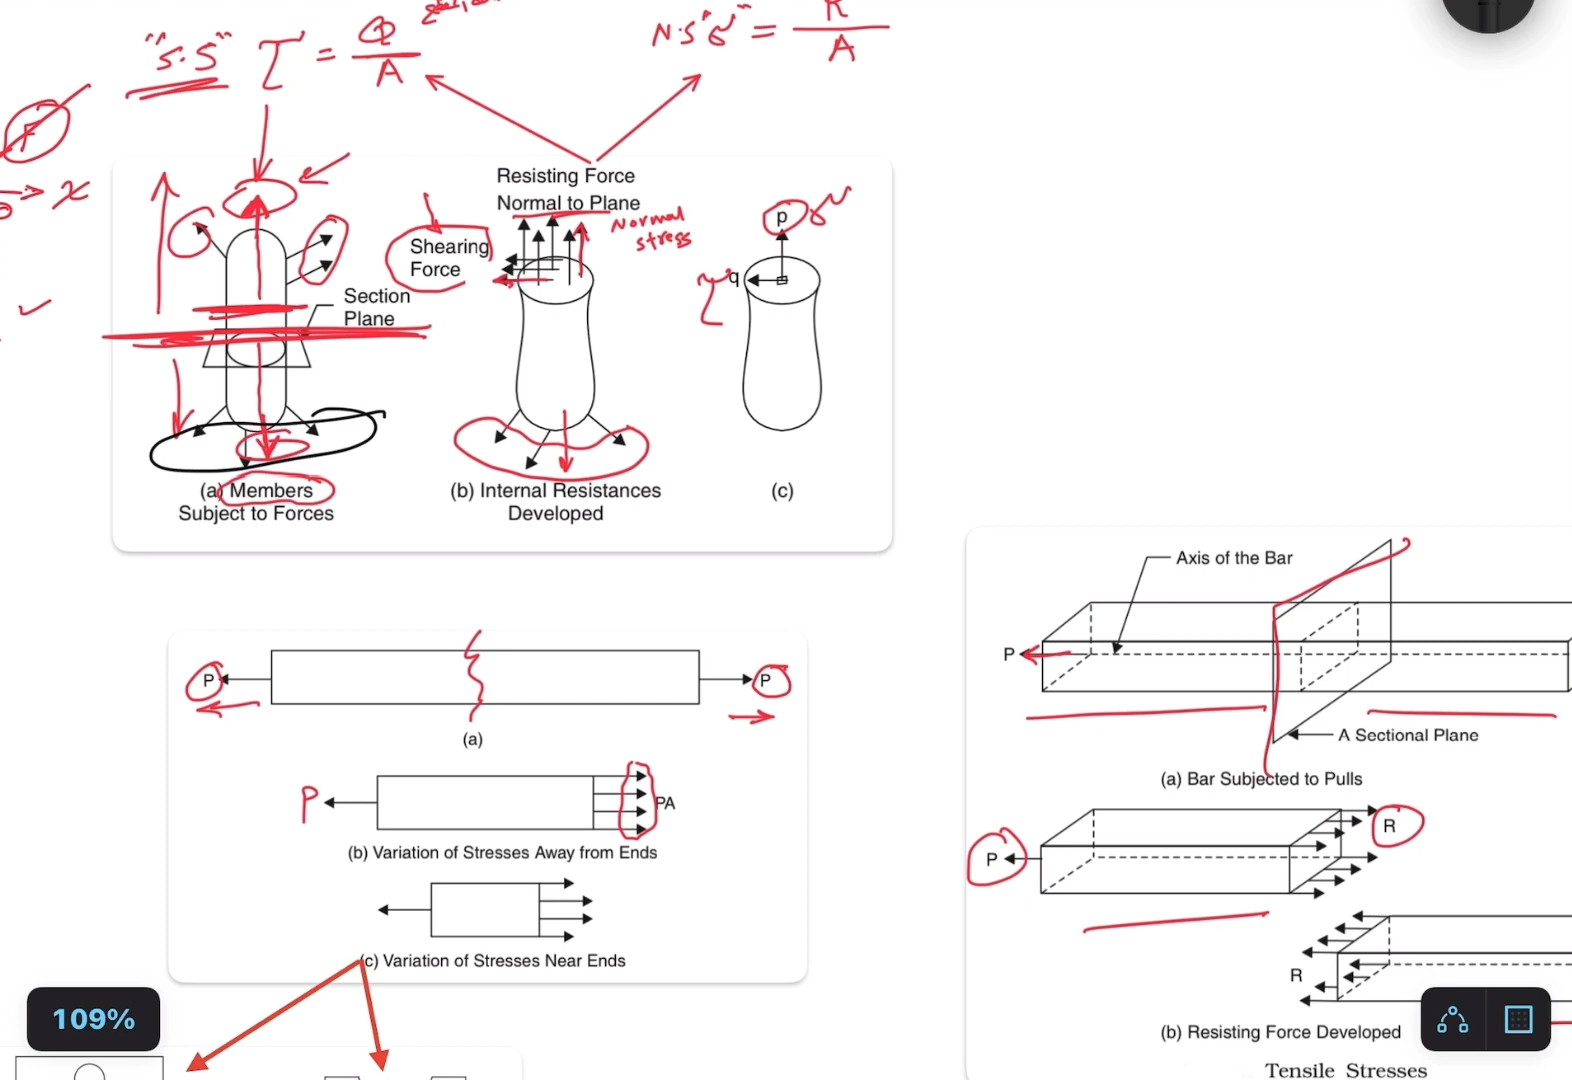 "S.S" τ = Q
A
N.S "σ" = R
A
F
x
Resisting Force
Normal to Plane
Normal
stress
Shearing
Force
Section
Plane
p
σ
τ
q
(a) Members
Subject to Forces
(b) Internal Resistances
Developed
(c)
P
P
(a)
P
PA
(b) Variation of Stresses Away from Ends
(c) Variation of Stresses Near Ends
Axis of the Bar
P
A Sectional Plane
(a) Bar Subjected to Pulls
P
R
R
(b) Resisting Force Developed
Tensile Stresses
109%